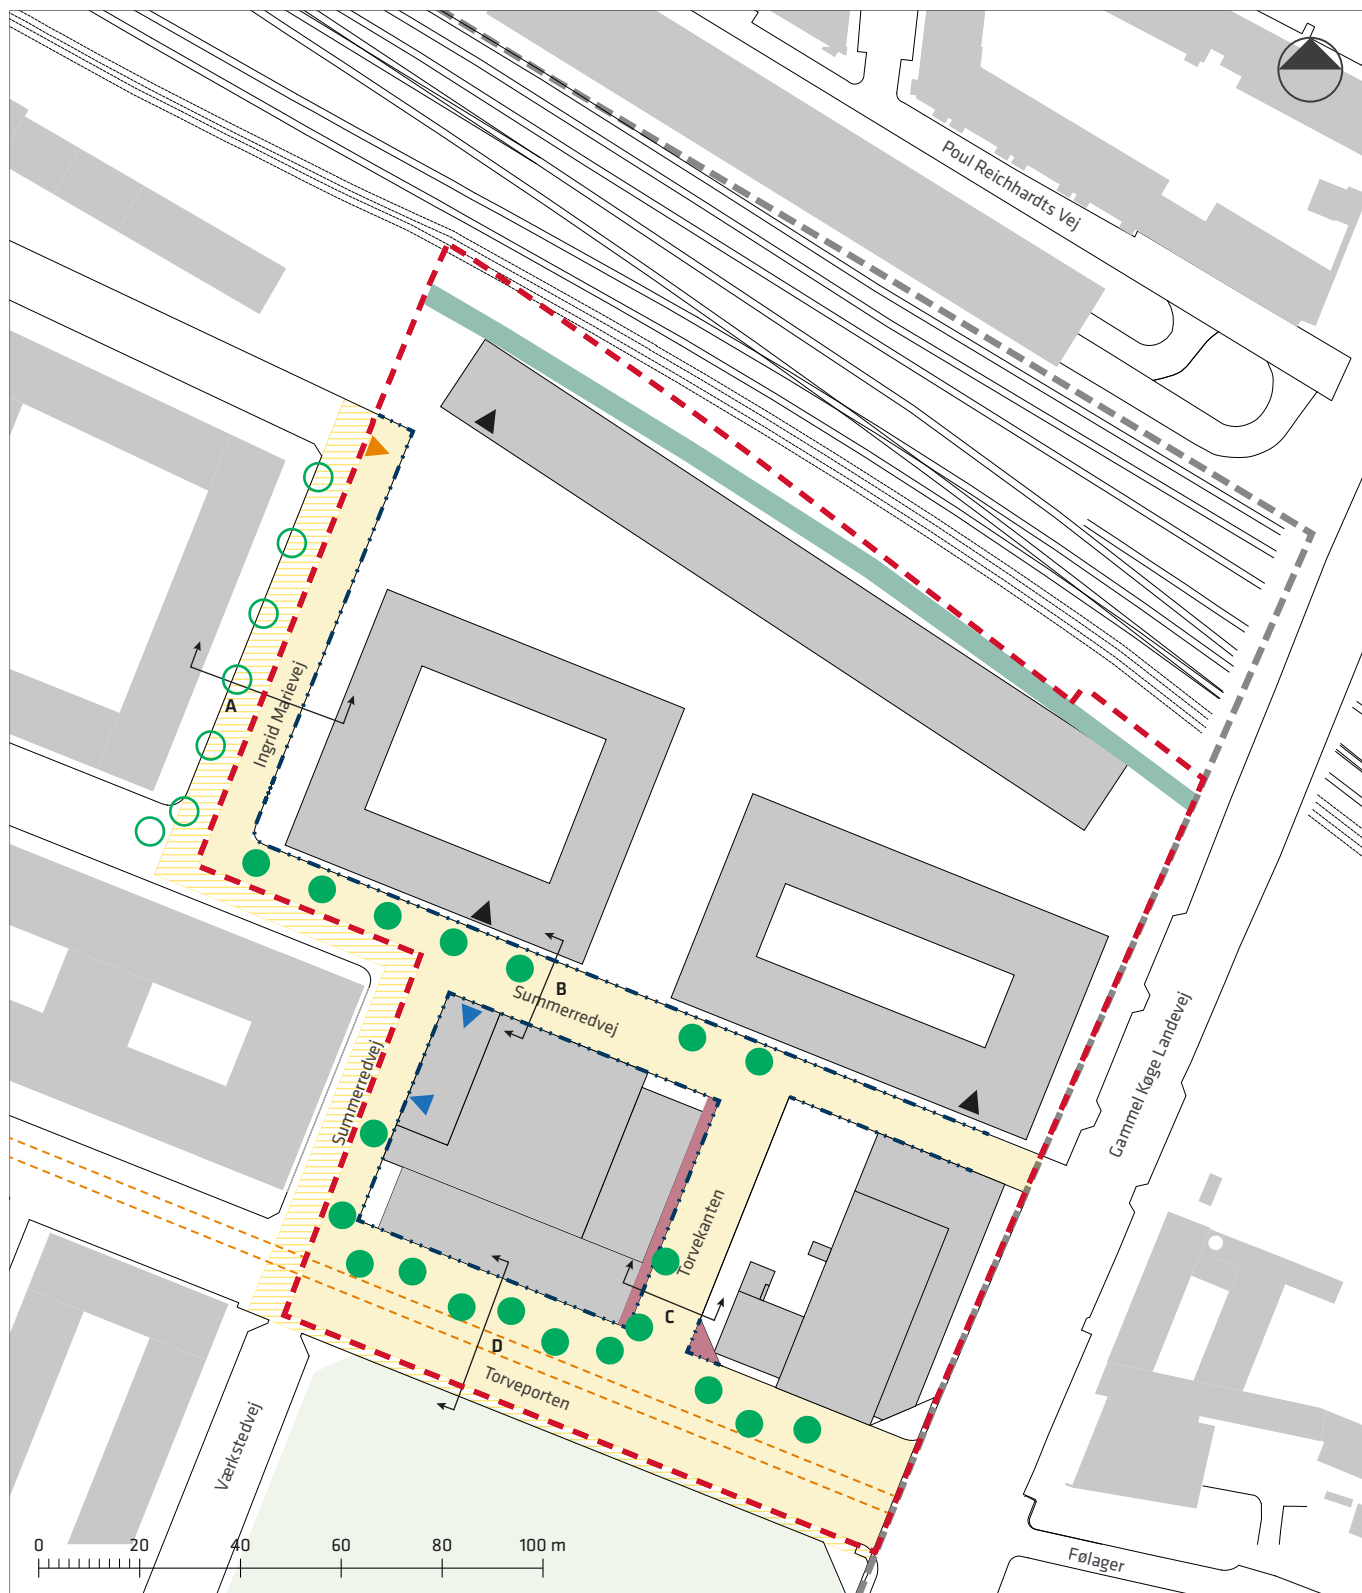 Poul Reichhardts Vej
Ingrid Marievej
A
B
Summerredvej
Summerredvej
Gammel Køge Landevej
Torvekanten
C
D
Torveporten
Værkstedvej
Følager
0 20 40 60 80 100 m